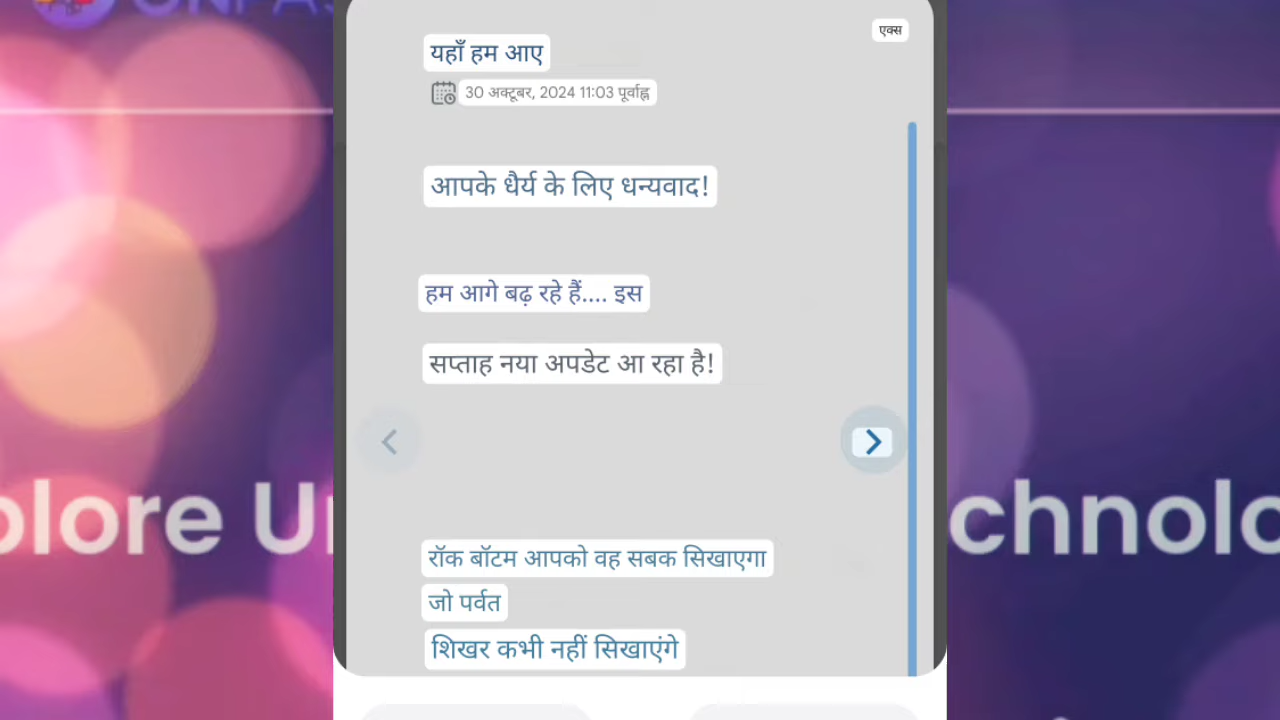 एक्स
यहाँ हम आए
30 अक्टूबर, 2024 11:03 पूर्वाह्न
आपके धैर्य के लिए धन्यवाद!
हम आगे बढ़ रहे हैं.... इस
सप्ताह नया अपडेट आ रहा है!
रॉक बॉटम आपको वह सबक सिखाएगा
जो पर्वत
शिखर कभी नहीं सिखाएंगे